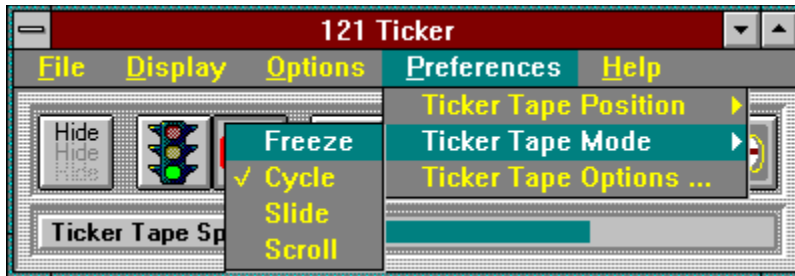 121 Ticker
File Display Options Preferences Help
Ticker Tape Position
Hide
Hide
Hide
Freeze
Ticker Tape Mode
✓ Cycle
Ticker Tape Options ...
Slide
Ticker Tape Sp
Scroll